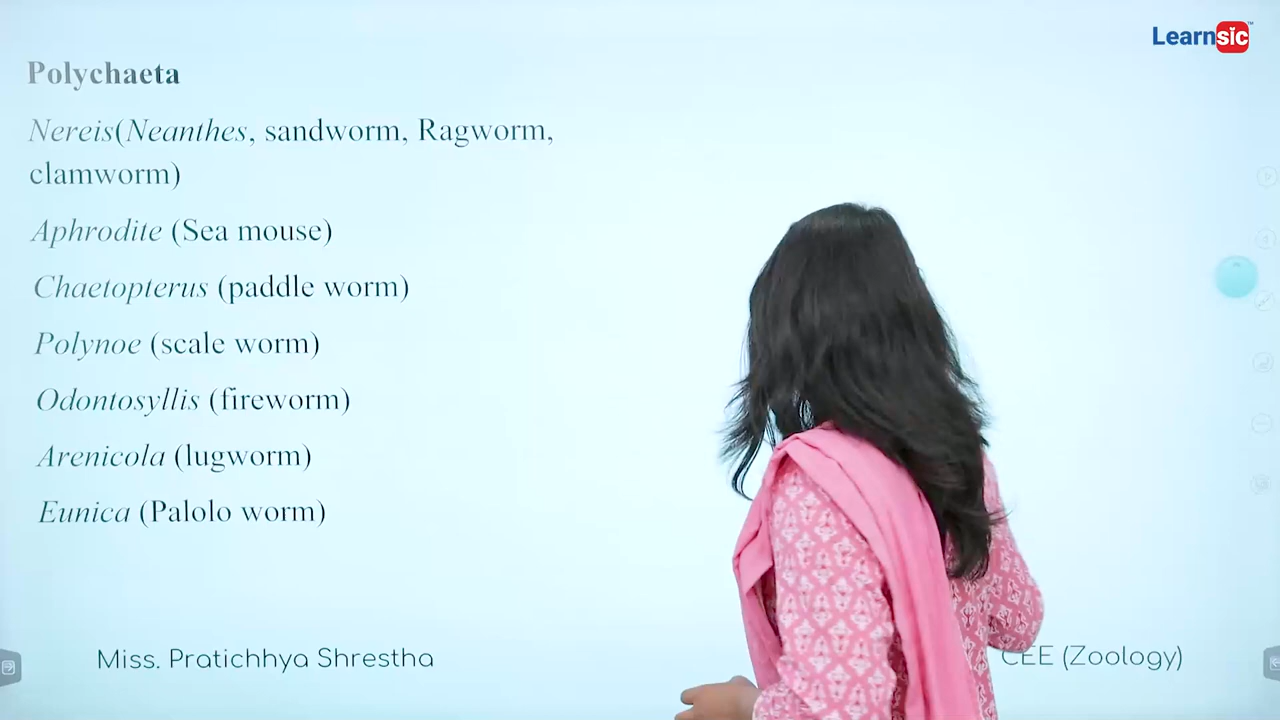 Learnsic
Polychaeta
Nereis(Neanthes, sandworm, Ragworm,
clamworm)
Aphrodite (Sea mouse)
Chaetopterus (paddle worm)
Polynoe (scale worm)
Odontosyllis (fireworm)
Arenicola (lugworm)
Eunica (Palolo worm)
Miss. Pratichhya Shrestha
CEE (Zoology)